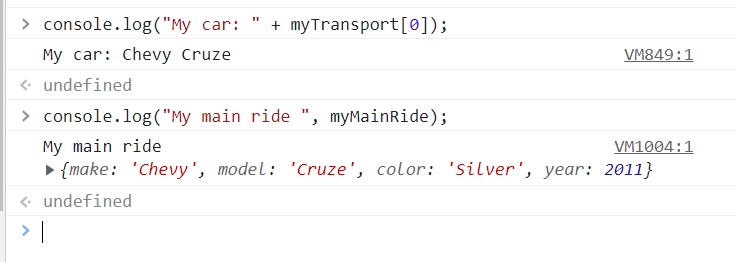 console.log("My car: " + myTransport[0]);
My car: Chevy Cruze VM849:1
undefined
console.log("My main ride ", myMainRide);
My main ride VM1004:1
{make: 'Chevy', model: 'Cruze', color: 'Silver', year: 2011}
undefined